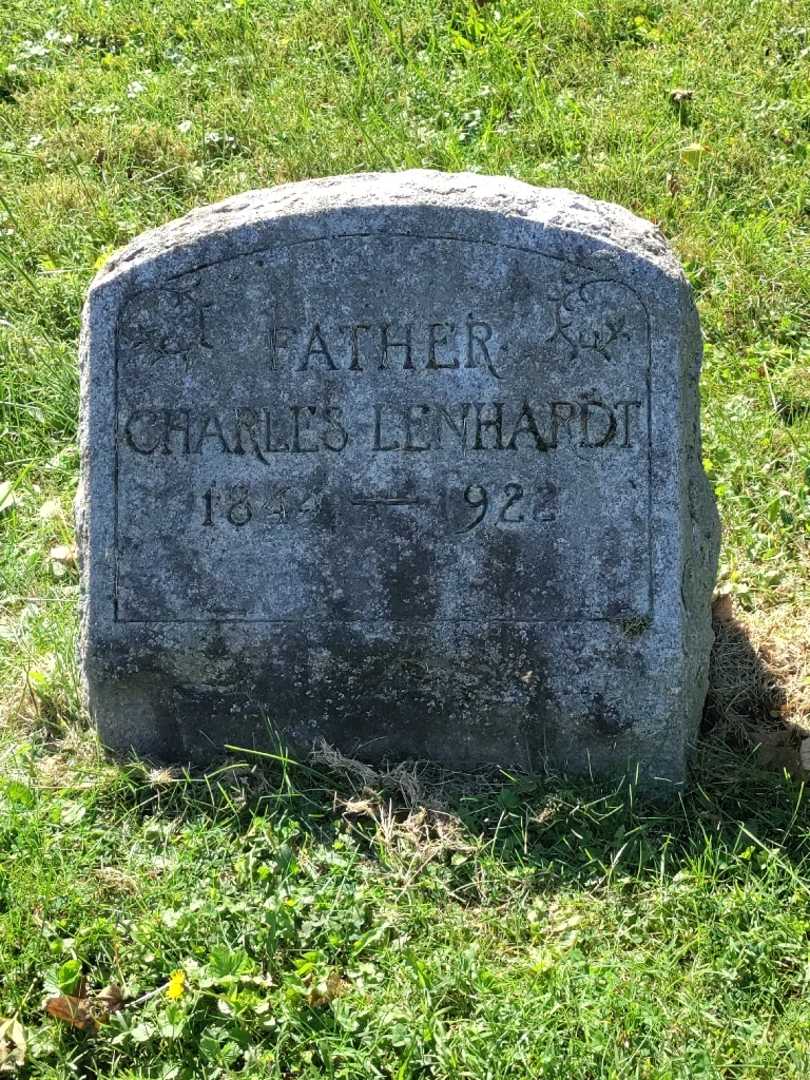 FATHER
CHARLES LENHARDT
1844 — 1922